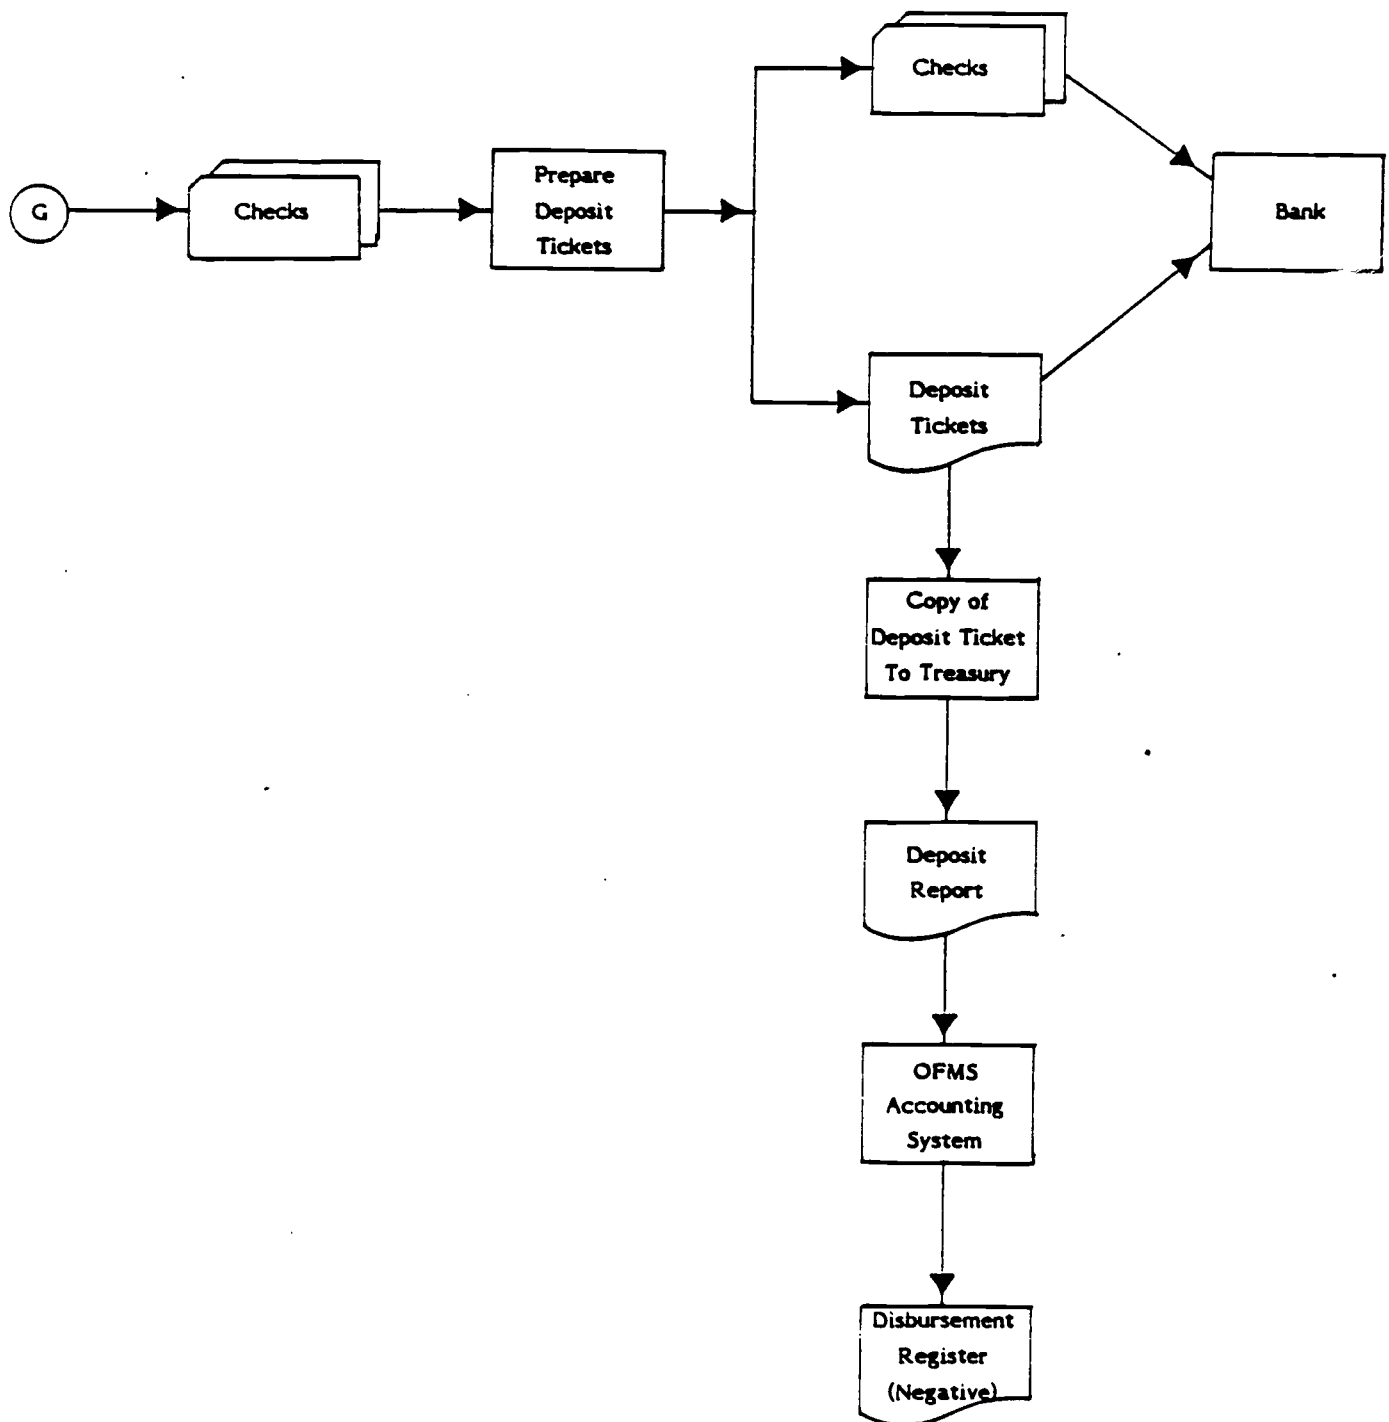 G
Checks
Prepare
Deposit
Tickets
Checks
Bank
Deposit
Tickets
Copy of
Deposit Ticket
To Treasury
Deposit
Report
OFMS
Accounting
System
Disbursement
Register
(Negative)